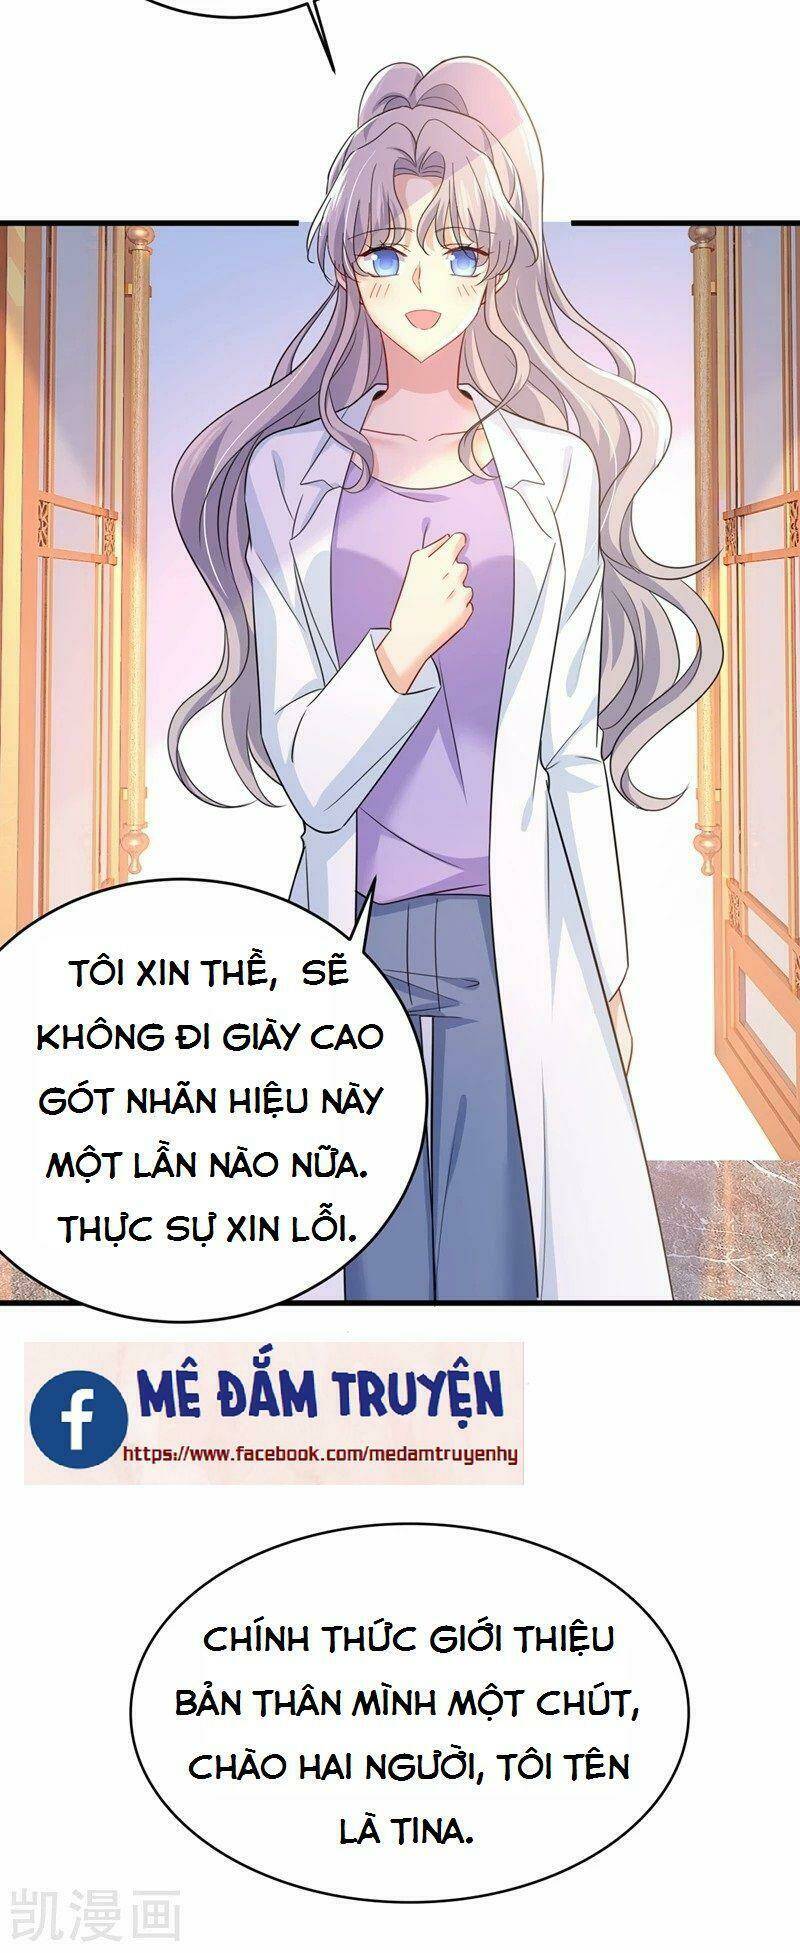 TÔI XIN THỀ, SẼ
KHÔNG ĐI GIÀY CAO
GÓT NHÃN HIỆU NÀY
MỘT LẦN NÀO NỮA.
THỰC SỰ XIN LỖI.
MÊ ĐẮM TRUYỆN
https://www.facebook.com/medamtruyenhy
CHÍNH THỨC GIỚI THIỆU
BẢN THÂN MÌNH MỘT CHÚT,
CHÀO HAI NGƯỜI, TÔI TÊN
LÀ TINA.
凯漫画